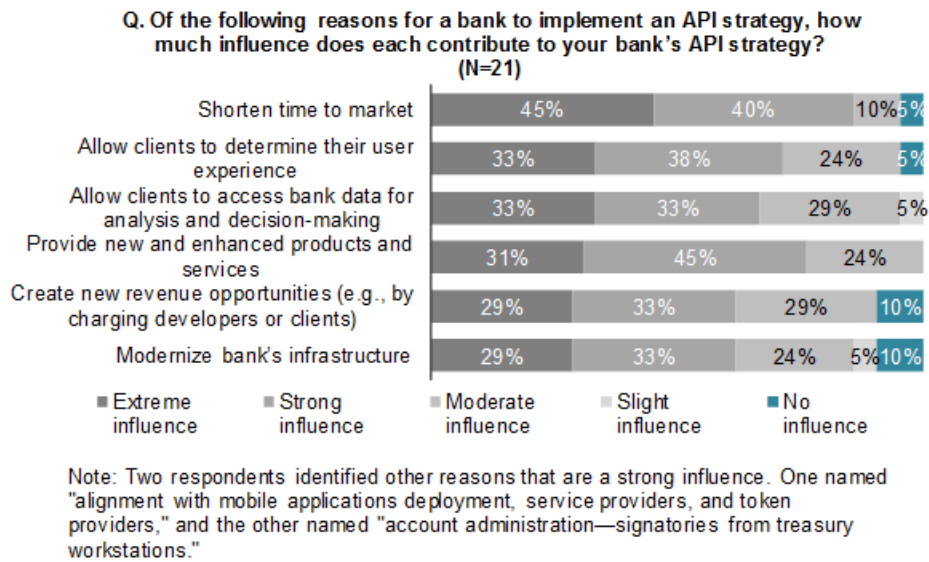 Q. Of the following reasons for a bank to implement an API strategy, how
much influence does each contribute to your bank's API strategy?
(N=21)
Shorten time to market
45% 40% 10% 5%
Allow clients to determine their user
experience
33% 38% 24% 5%
Allow clients to access bank data for
analysis and decision-making
33% 33% 29% 5%
Provide new and enhanced products and
services
31% 45% 24%
Create new revenue opportunities (e.g., by
charging developers or clients)
29% 33% 29% 10%
Modernize bank's infrastructure
29% 33% 24% 5% 10%
Extreme
influence
Strong
influence
Moderate
influence
Slight
influence
No
influence
Note: Two respondents identified other reasons that are a strong influence. One named
"alignment with mobile applications deployment, service providers, and token
providers," and the other named "account administration—signatories from treasury
workstations."